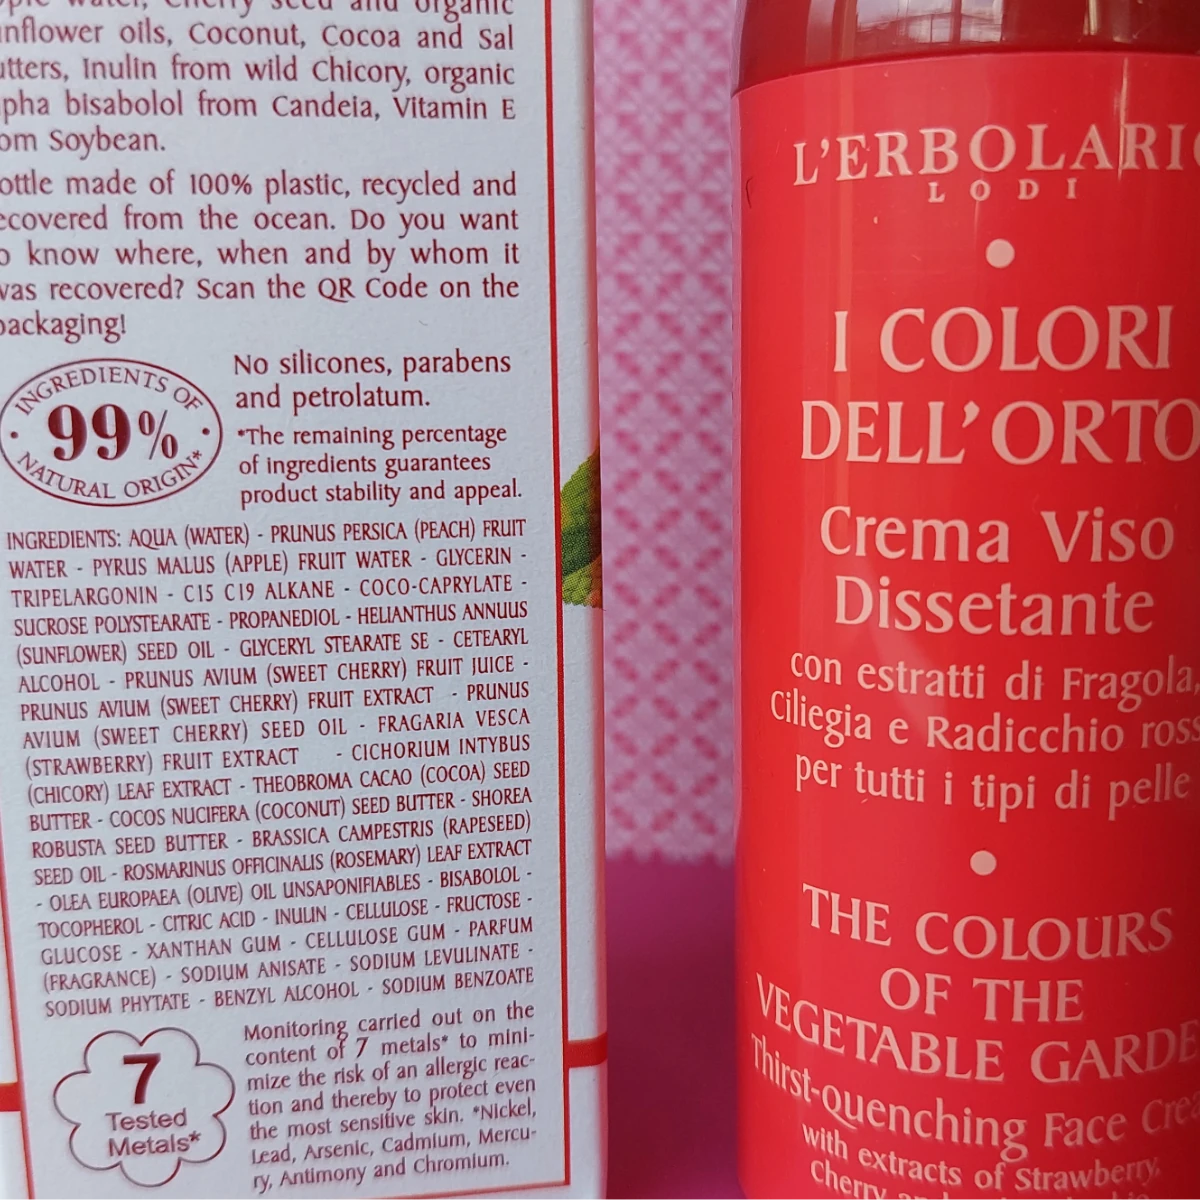 water, Cherry seed and organic
nflower oils, Coconut, Cocoa and Sal
utters, Inulin from wild Chicory, organic
pha bisabolol from Candeia, Vitamin E
om Soybean.
ottle made of 100% plastic, recycled and
ecovered from the ocean. Do you want
o know where, when and by whom it
was recovered? Scan the QR Code on the
packaging!
INGREDIENTS OF
99%
NATURAL ORIGIN*
No silicones, parabens
and petrolatum.
*The remaining percentage
of ingredients guarantees
product stability and appeal.
INGREDIENTS: AQUA (WATER) - PRUNUS PERSICA (PEACH) FRUIT
WATER - PYRUS MALUS (APPLE) FRUIT WATER - GLYCERIN -
TRIPELARGONIN - C15 C19 ALKANE - COCO-CAPRYLATE -
SUCROSE POLYSTEARATE - PROPANEDIOL - HELIANTHUS ANNUUS
(SUNFLOWER) SEED OIL - GLYCERYL STEARATE SE - CETEARYL
ALCOHOL - PRUNUS AVIUM (SWEET CHERRY) FRUIT JUICE -
PRUNUS AVIUM (SWEET CHERRY) FRUIT EXTRACT - PRUNUS
AVIUM (SWEET CHERRY) SEED OIL - FRAGARIA VESCA
(STRAWBERRY) FRUIT EXTRACT - CICHORIUM INTYBUS
(CHICORY) LEAF EXTRACT - THEOBROMA CACAO (COCOA) SEED
BUTTER - COCOS NUCIFERA (COCONUT) SEED BUTTER - SHOREA
ROBUSTA SEED BUTTER - BRASSICA CAMPESTRIS (RAPESEED)
SEED OIL - ROSMARINUS OFFICINALIS (ROSEMARY) LEAF EXTRACT
- OLEA EUROPAEA (OLIVE) OIL UNSAPONIFIABLES - BISABOLOL -
TOCOPHEROL - CITRIC ACID - INULIN - CELLULOSE - FRUCTOSE -
GLUCOSE - XANTHAN GUM - CELLULOSE GUM - PARFUM
(FRAGRANCE) - SODIUM ANISATE - SODIUM LEVULINATE -
SODIUM PHYTATE - BENZYL ALCOHOL - SODIUM BENZOATE
7
Tested
Metals*
Monitoring carried out on the
content of 7 metals* to mini-
mize the risk of an allergic reac-
tion and thereby to protect even
the most sensitive skin. *Nickel,
Lead, Arsenic, Cadmium, Mercu-
ry, Antimony and Chromium.
L'ERBOLARIO
LODI
I COLORI
DELL'ORTO
Crema Viso
Dissetante
con estratti di Fragola,
Ciliegia e Radicchio ross
per tutti i tipi di pelle
THE COLOURS
OF THE
VEGETABLE GARDE
Thirst-quenching Face Cre
with extracts of Strawberry,
Cherry and